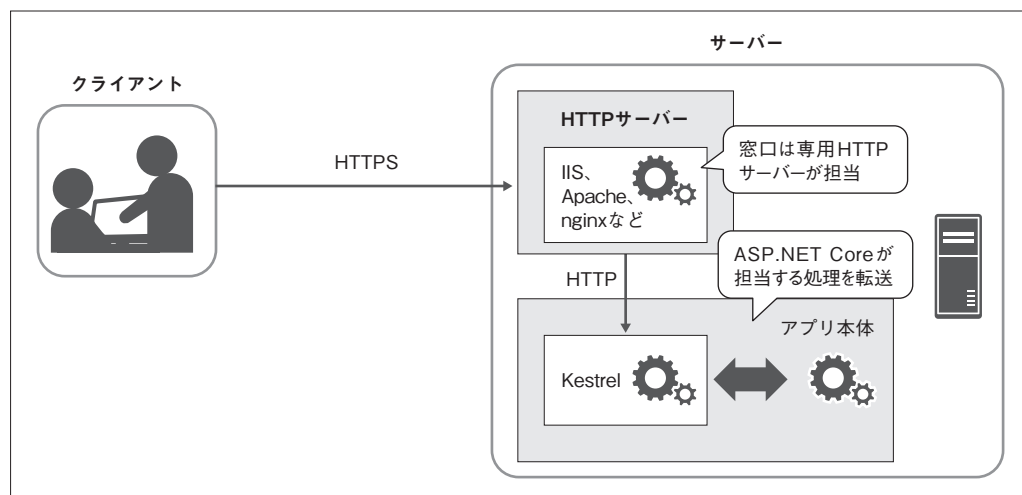 サーバー
クライアント
HTTPサーバー
HTTPS
窓口は専用HTTP
サーバーが担当
IIS、
Apache、
nginxなど
HTTP
ASP.NET Coreが
担当する処理を転送
アプリ本体
Kestrel